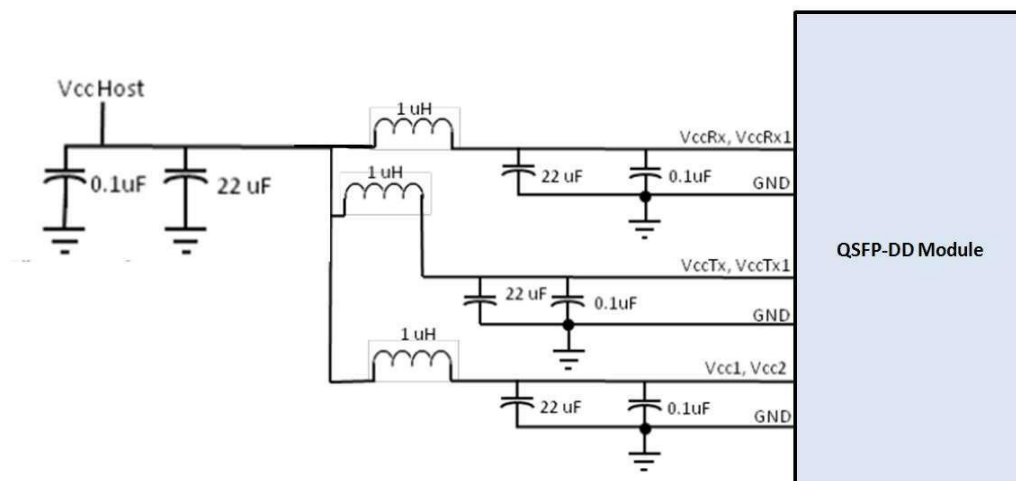 VccHost
0.1uF
22 uF
1 uH
VccRx, VccRx1
22 uF
0.1uF
GND
1 uH
VccTx, VccTx1
22 uF
0.1uF
GND
1 uH
Vcc1, Vcc2
22 uF
0.1uF
GND
QSFP-DD Module